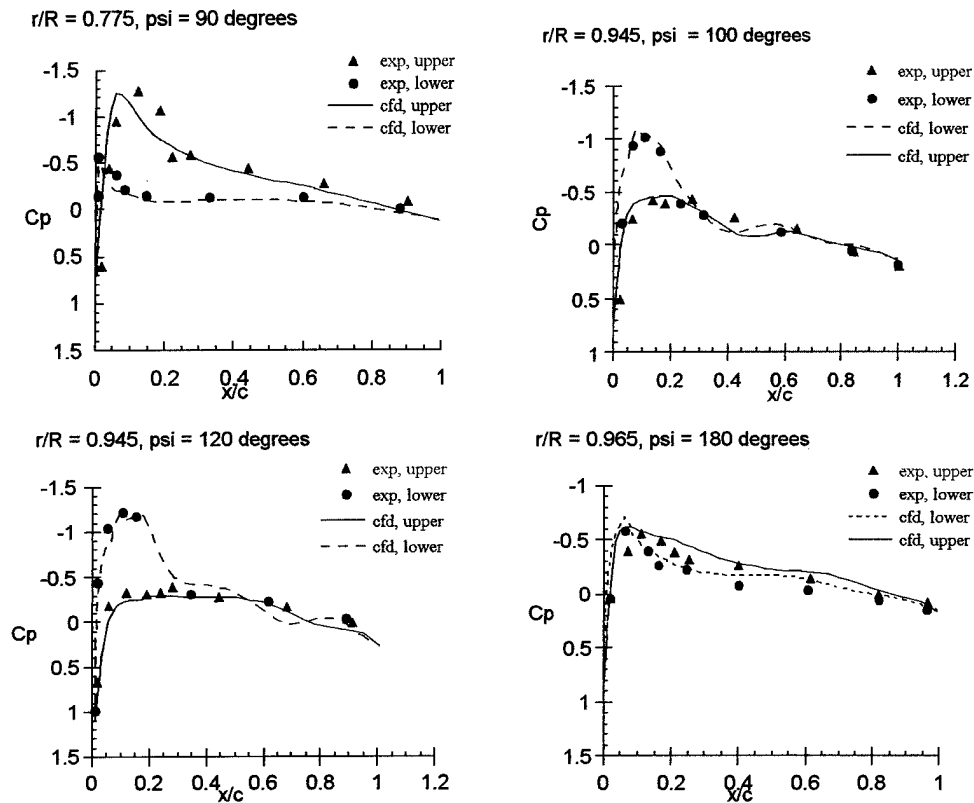 r/R = 0.775, psi = 90 degrees
exp, upper
exp, lower
cfd, upper
cfd, lower
-1.5
-1
-0.5
0
0.5
1
1.5
Cp
0
0.2
0.4
0.6
0.8
1
x/c
r/R = 0.945, psi = 100 degrees
exp, upper
exp, lower
cfd, lower
cfd, upper
-1.5
-1
-0.5
0
0.5
1
Cp
0
0.2
0.4
0.6
0.8
1
1.2
x/c
r/R = 0.945, psi = 120 degrees
exp, upper
exp, lower
cfd, upper
cfd, lower
-1.5
-1
-0.5
0
0.5
1
1.5
Cp
0
0.2
0.4
0.6
0.8
1
1.2
x/c
r/R = 0.965, psi = 180 degrees
exp, upper
exp, lower
cfd, lower
cfd, upper
-1
-0.5
0
0.5
1
1.5
Cp
0
0.2
0.4
0.6
0.8
1
x/c